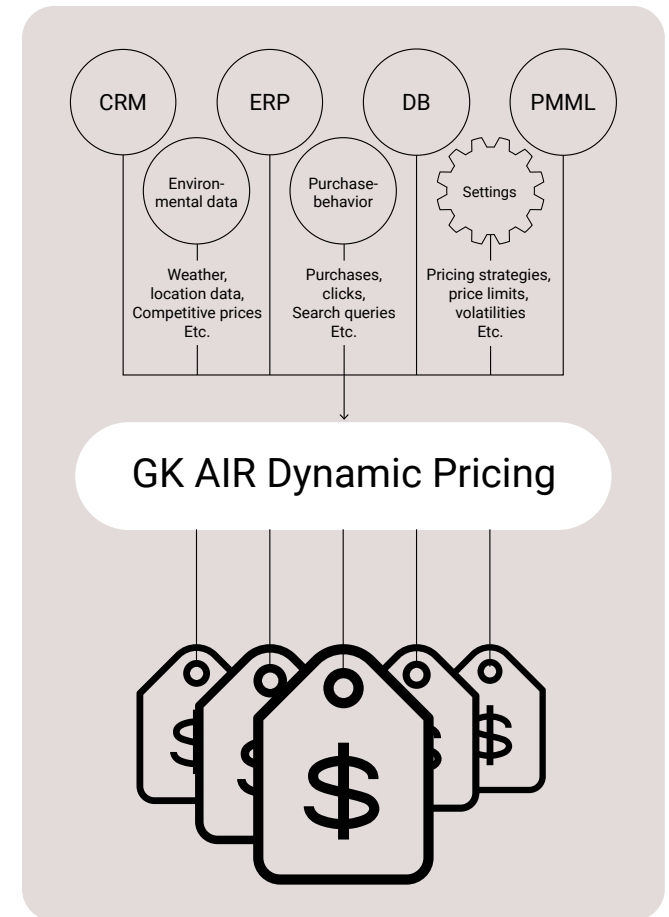 CRM
ERP
DB
PMML
Environ-
mental data
Purchase-
behavior
Settings
Weather,
location data,
Competitive prices
Etc.
Purchases,
clicks,
Search queries
Etc.
Pricing strategies,
price limits,
volatilities
Etc.
GK AIR Dynamic Pricing
$
$
$
$
$